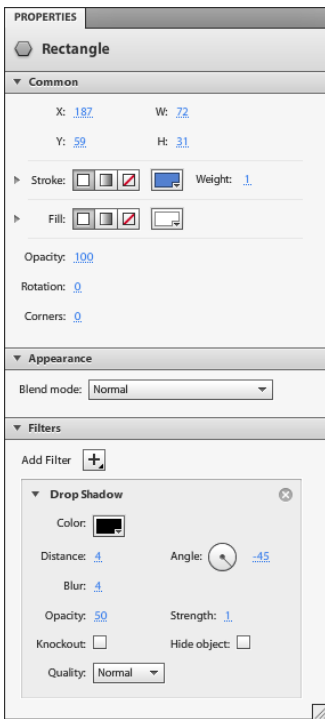 PROPERTIES
Rectangle
Common
X: 187 W: 72
Y: 59 H: 31
Stroke: Weight: 1
Fill:
Opacity: 100
Rotation: 0
Corners: 0
Appearance
Blend mode: Normal
Filters
Add Filter
Drop Shadow
Color:
Distance: 4 Angle: -45
Blur: 4
Opacity: 50 Strength: 1
Knockout: Hide object:
Quality: Normal